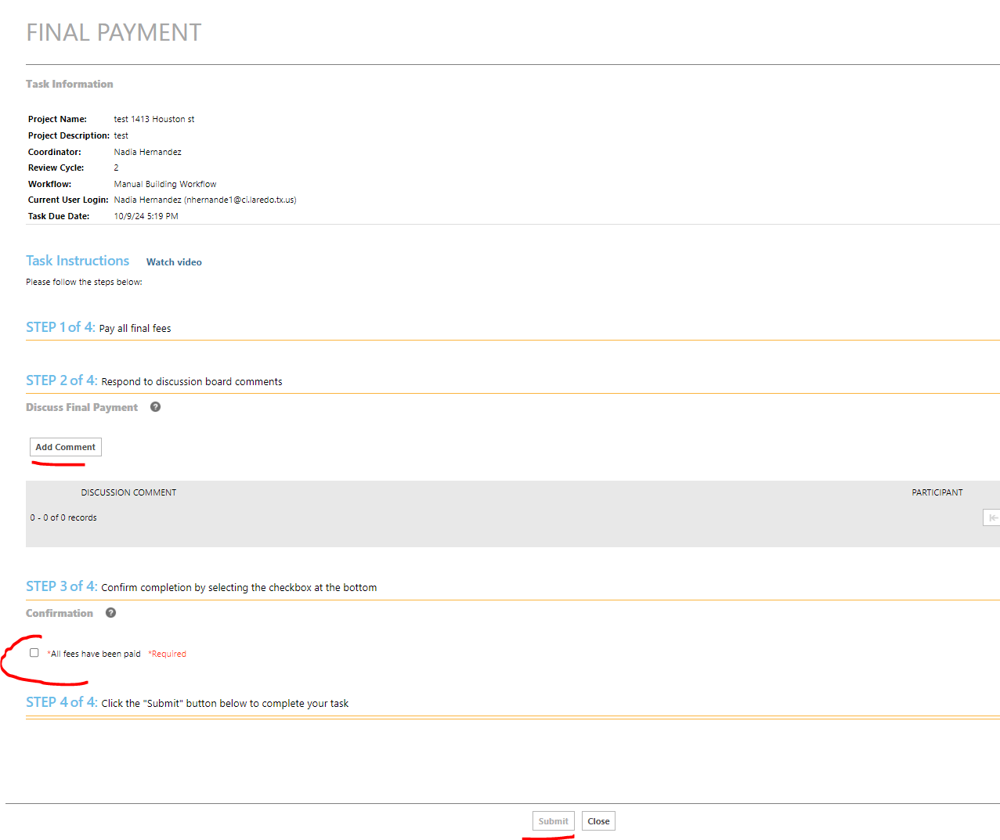 FINAL PAYMENT
Task Information
Project Name: test 1413 Houston st
Project Description: test
Coordinator: Nadia Hernandez
Review Cycle: 2
Workflow: Manual Building Workflow
Current User Login: Nadia Hernandez (nhernande1@ci.laredo.tx.us)
Task Due Date: 10/9/24 5:19 PM
Task Instructions Watch video
Please follow the steps below:
STEP 1 of 4: Pay all final fees
STEP 2 of 4: Respond to discussion board comments
Discuss Final Payment ?
Add Comment
DISCUSSION COMMENT PARTICIPANT
0 - 0 of 0 records
STEP 3 of 4: Confirm completion by selecting the checkbox at the bottom
Confirmation ?
*All fees have been paid *Required
STEP 4 of 4: Click the "Submit" button below to complete your task
Submit Close